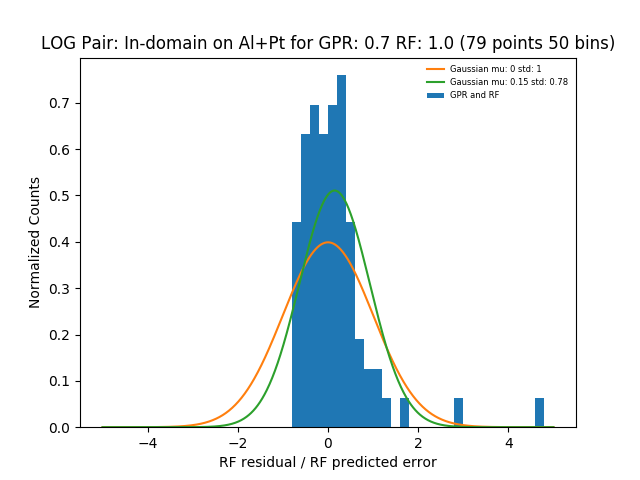 LOG Pair: In-domain on Al+Pt for GPR: 0.7 RF: 1.0 (79 points 50 bins)
Gaussian mu: 0 std: 1
Gaussian mu: 0.15 std: 0.78
GPR and RF
Normalized Counts
0.7
0.6
0.5
0.4
0.3
0.2
0.1
0.0
−4 −2 0 2 4
RF residual / RF predicted error